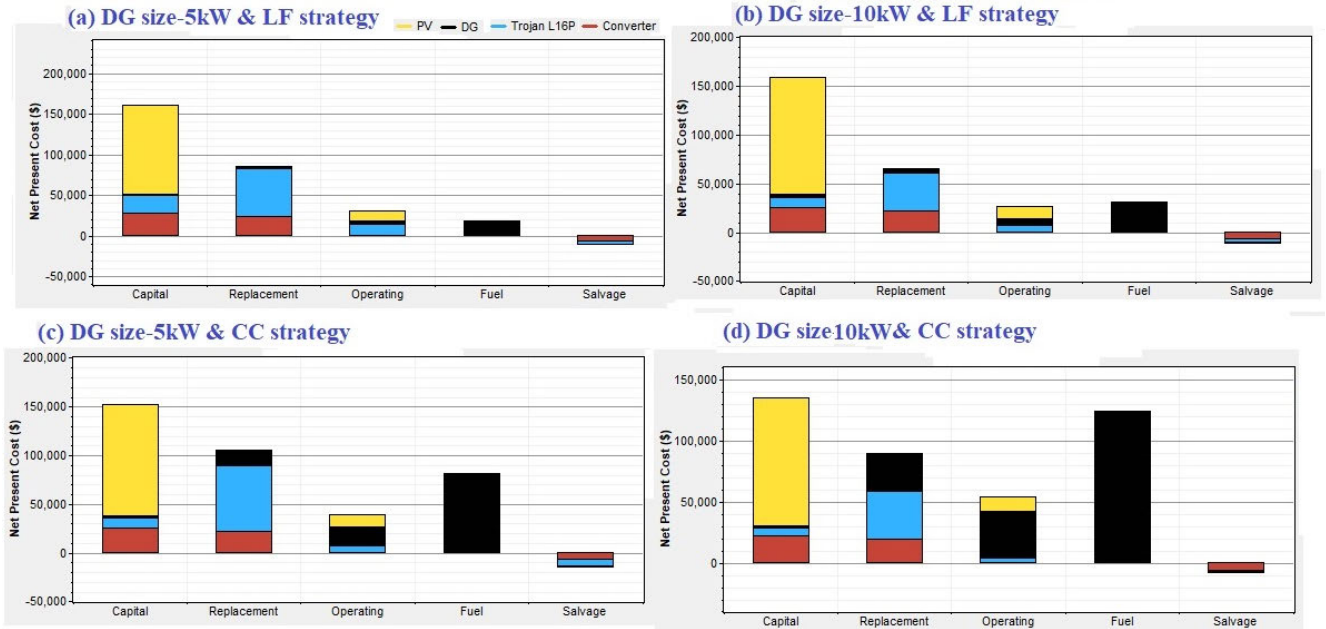 (a) DG size-5kW & LF strategy
PV DG Trojan L16P Converter
Net Present Cost ($)
200,000
150,000
100,000
50,000
0
-50,000
Capital Replacement Operating Fuel Salvage
(b) DG size-10kW & LF strategy
Net Present Cost ($)
200,000
150,000
100,000
50,000
0
-50,000
Capital Replacement Operating Fuel Salvage
(c) DG size-5kW & CC strategy
Net Present Cost ($)
200,000
150,000
100,000
50,000
0
-50,000
Capital Replacement Operating Fuel Salvage
(d) DG size-10kW& CC strategy
Net Present Cost ($)
150,000
100,000
50,000
0
Capital Replacement Operating Fuel Salvage